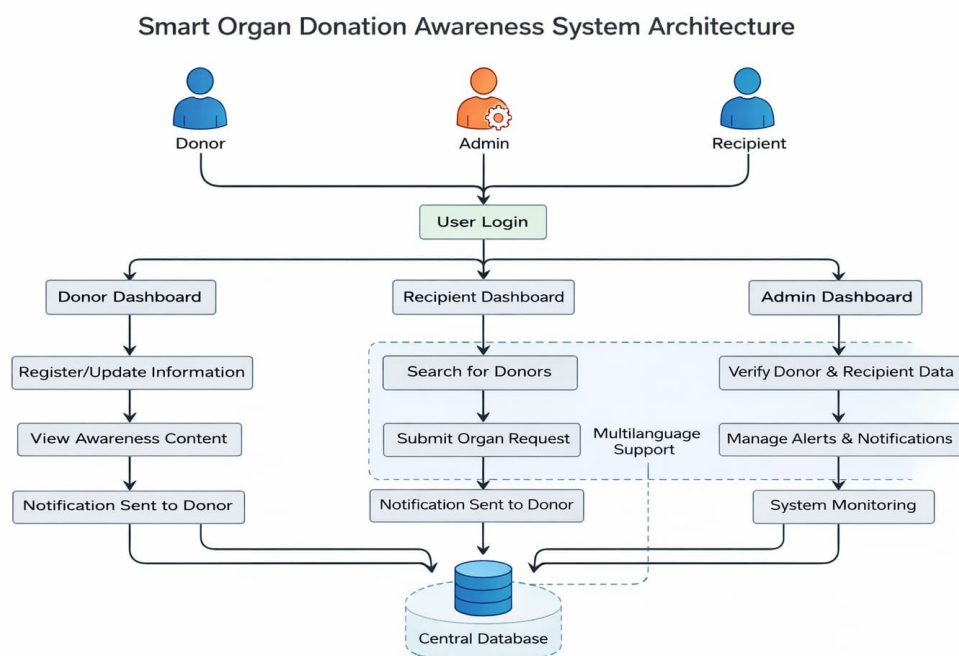 Smart Organ Donation Awareness System Architecture
Donor
Admin
Recipient
User Login
Donor Dashboard
Recipient Dashboard
Admin Dashboard
Register/Update Information
Search for Donors
Verify Donor & Recipient Data
View Awareness Content
Submit Organ Request
Multilanguage
Support
Manage Alerts & Notifications
Notification Sent to Donor
Notification Sent to Donor
System Monitoring
Central Database